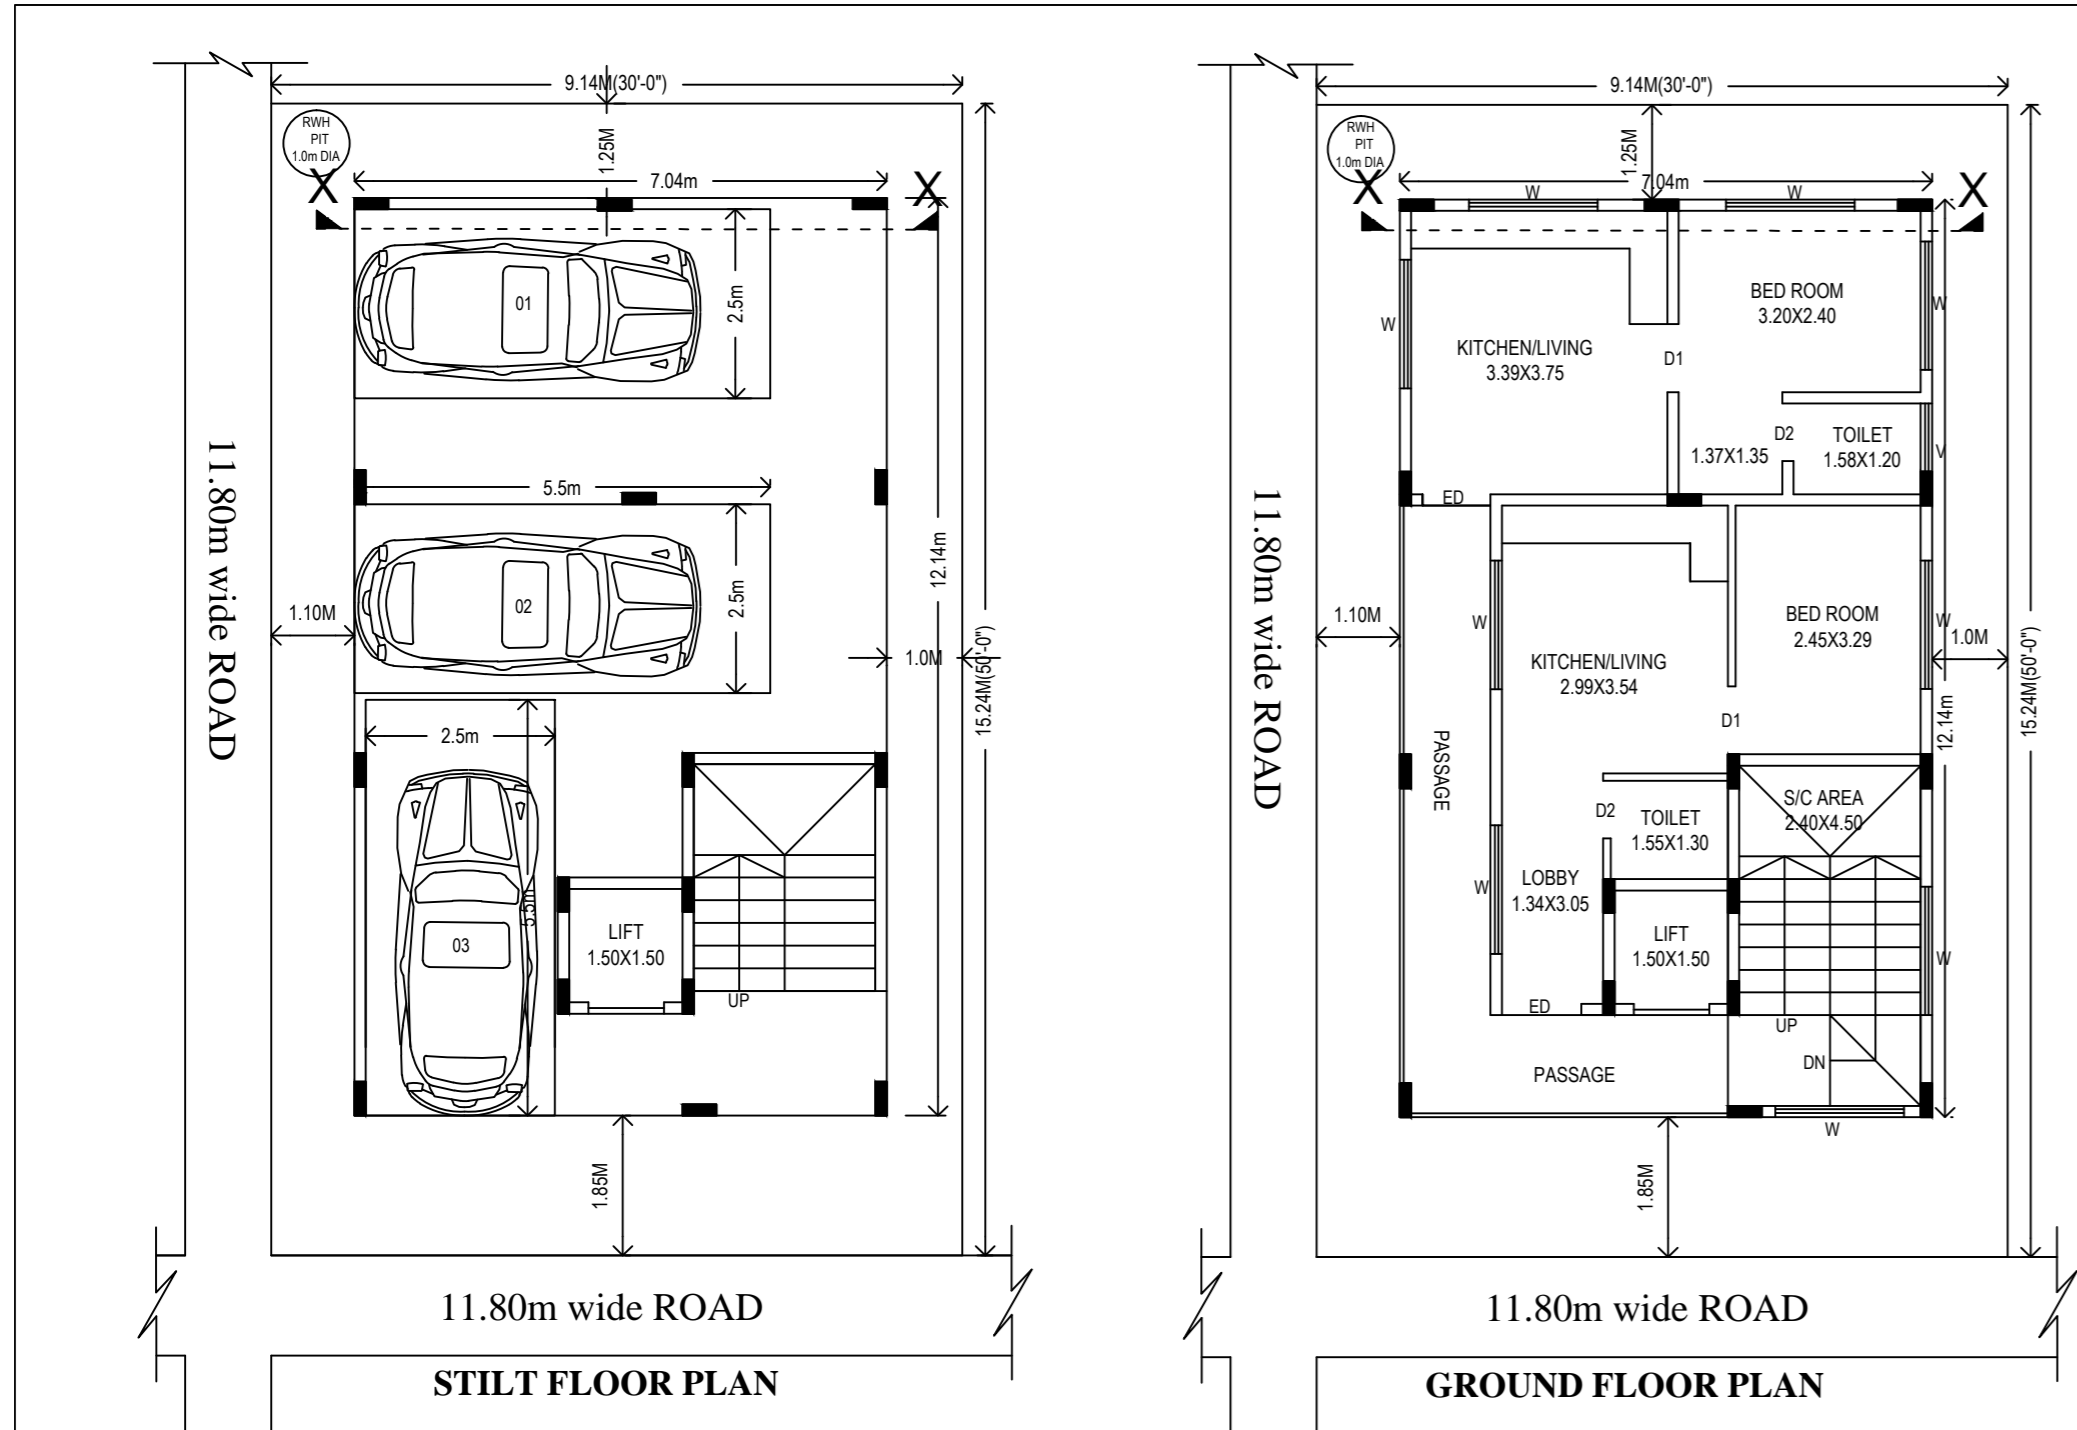 9.14M(30'-0")
RWH
PIT
1.0m DIA
1.25M
X
7.04m
X
01
2.5m
11.80m wide ROAD
5.5m
12.14m
02
2.5m
1.10M
1.0M
15.24M(50'-0")
2.5m
5.5m
03
LIFT
1.50X1.50
UP
1.85M
11.80m wide ROAD
STILT FLOOR PLAN
9.14M(30'-0")
RWH
PIT
1.0m DIA
1.25M
X
7.04m
X
W
W
BED ROOM
3.20X2.40
W
W
KITCHEN/LIVING
3.39X3.75
D1
D2
TOILET
1.58X1.20
V
1.37X1.35
ED
11.80m wide ROAD
1.10M
W
BED ROOM
2.45X3.29
W
1.0M
KITCHEN/LIVING
2.99X3.54
15.24M(50'-0")
D1
12.14m
PASSAGE
S/C AREA
2.40X4.50
D2
TOILET
1.55X1.30
W
LOBBY
1.34X3.05
LIFT
1.50X1.50
W
ED
UP
DN
PASSAGE
W
1.85M
11.80m wide ROAD
GROUND FLOOR PLAN